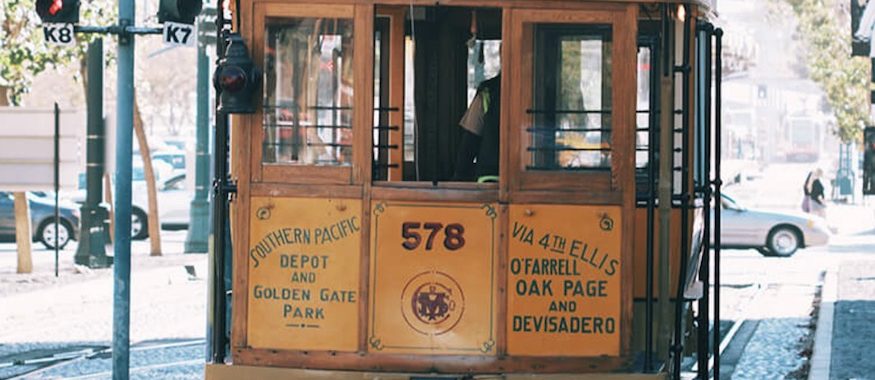 K8
K7
SOUTHERN PACIFIC
DEPOT
AND
GOLDEN GATE
PARK
578
VIA 4TH ELLIS
O'FARRELL
OAK PAGE
AND
DEVISADERO